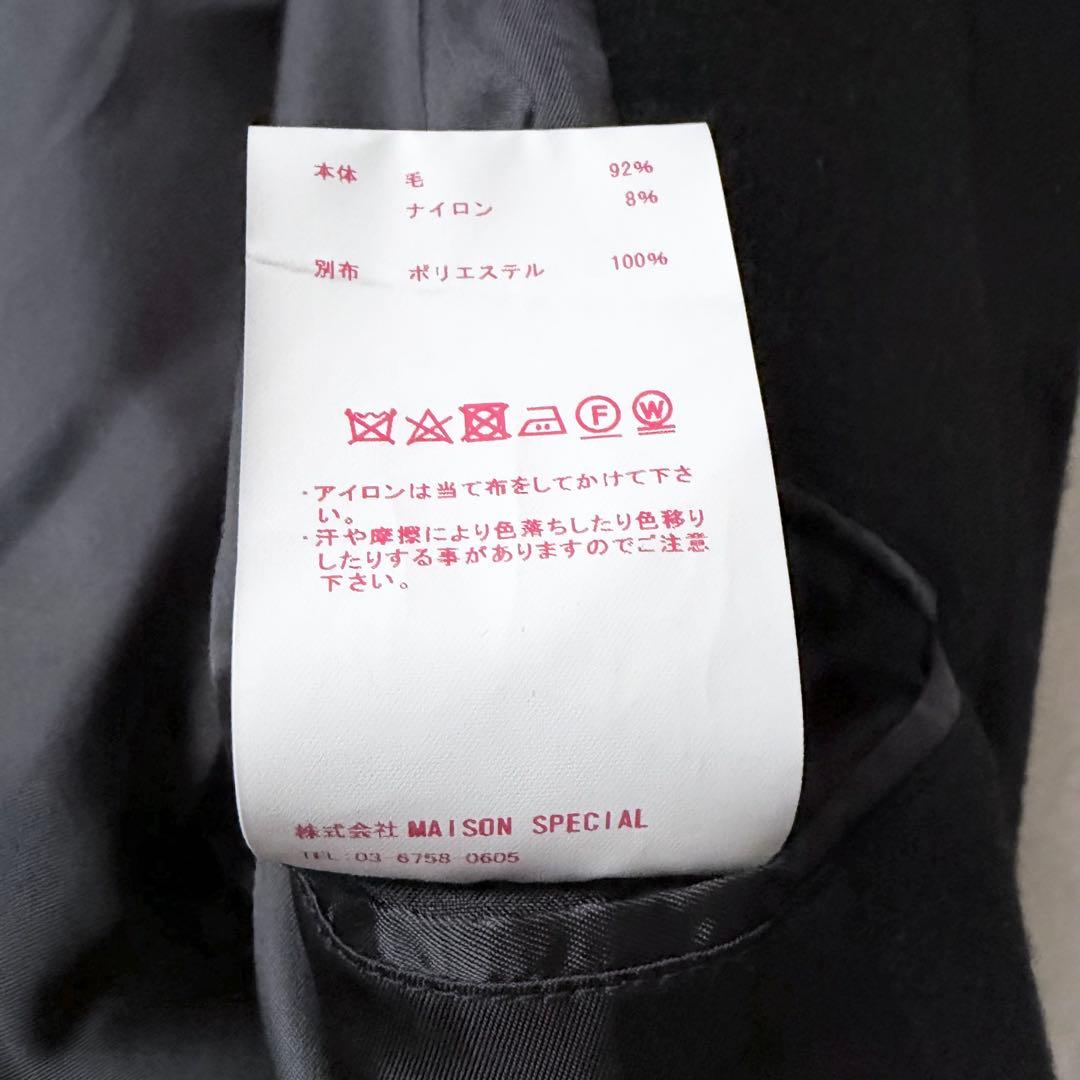 本体 毛 92%
ナイロン 8%
別布 ポリエステル 100%
F W
・アイロンは当て布をしてかけて下さ
い。
・汗や摩擦により色落ちしたり色移り
したりする事がありますのでご注意
下さい。
株式会社 MAISON SPECIAL
TEL:03-6758-0605